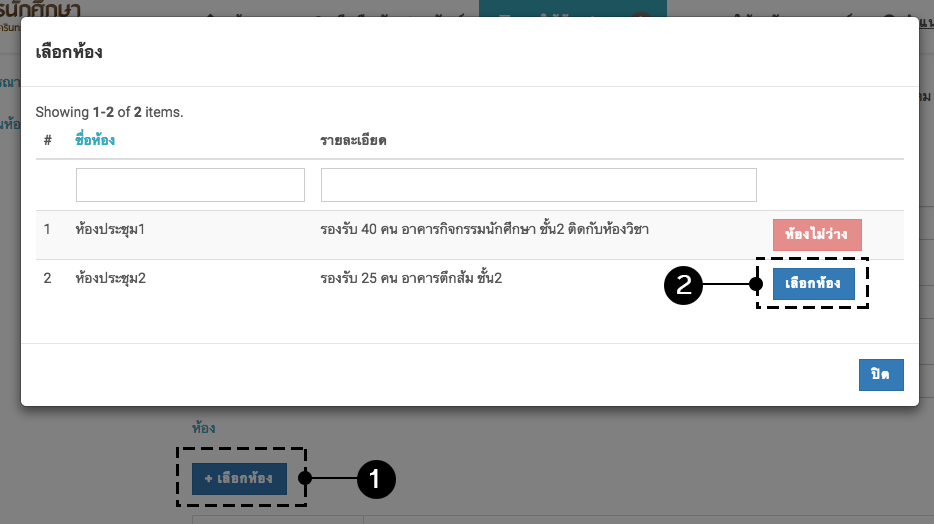 รนักศึกษา
เลือกห้อง
Showing 1-2 of 2 items.
# ชื่อห้อง รายละเอียด
1 ห้องประชุม1 รองรับ 40 คน อาคารกิจกรรมนักศึกษา ชั้น2 ติดกับห้องวิชา ห้องไม่ว่าง
2 ห้องประชุม2 รองรับ 25 คน อาคารตึกส้ม ชั้น2 2 เลือกห้อง
ปิด
ห้อง
+ เลือกห้อง 1